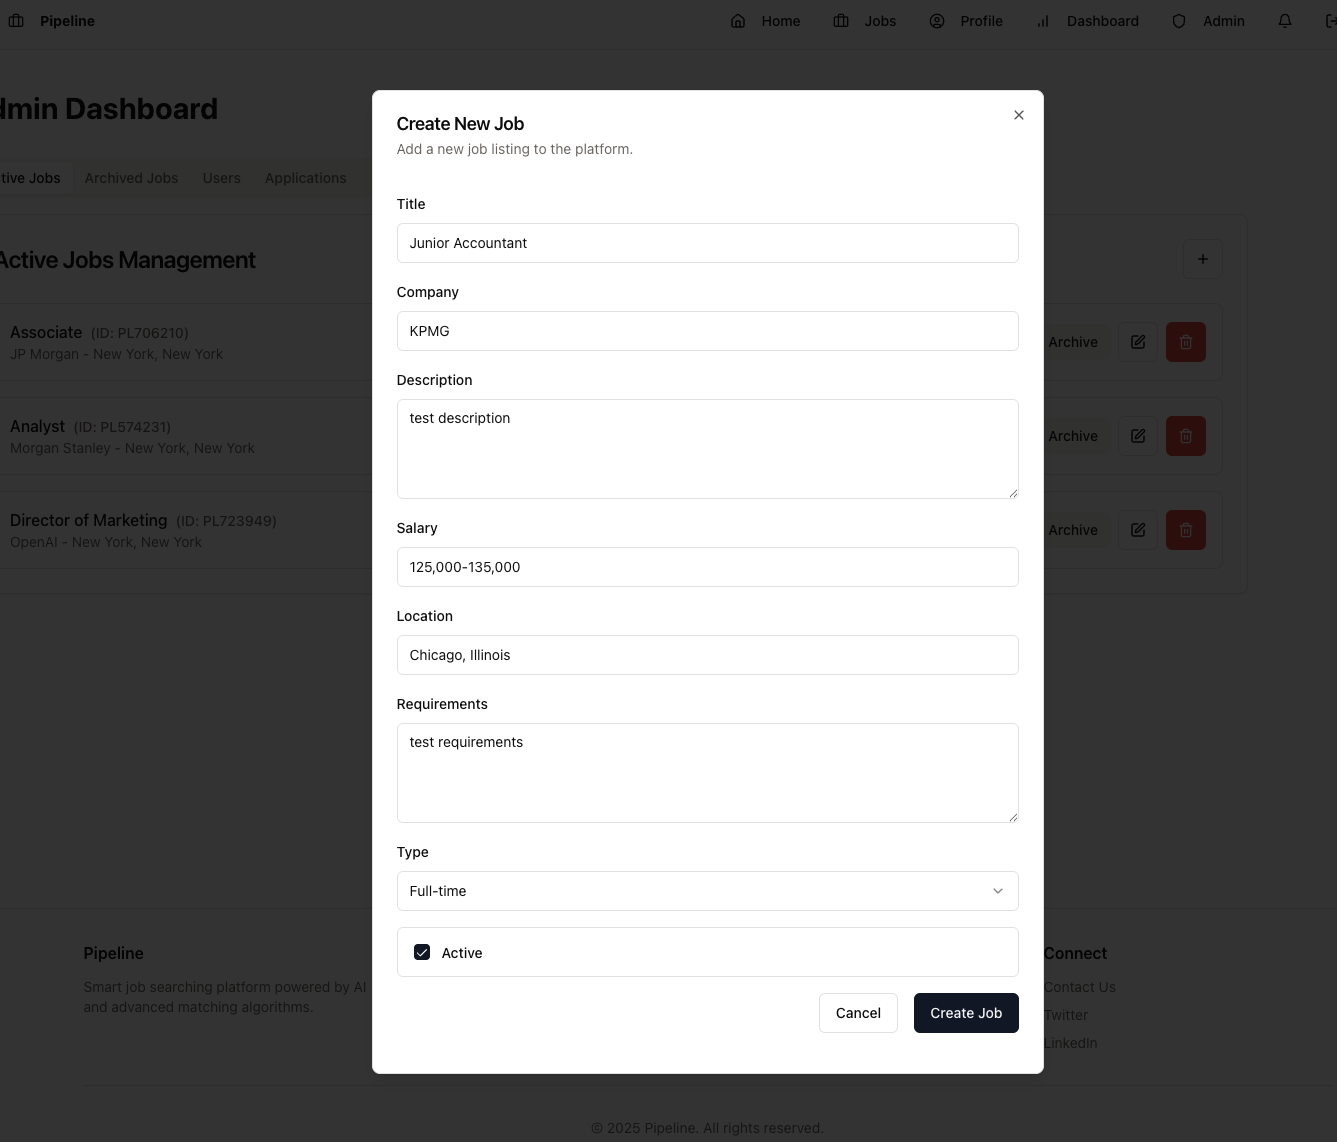 Pipeline
Home
Jobs
Profile
Dashboard
Admin
dmin Dashboard
tive Jobs
Archived Jobs
Users
Applications
Active Jobs Management
Associate (ID: PL706210)
JP Morgan - New York, New York
Archive
Analyst (ID: PL574231)
Morgan Stanley - New York, New York
Archive
Director of Marketing (ID: PL723949)
OpenAI - New York, New York
Archive
Create New Job
Add a new job listing to the platform.
Title
Junior Accountant
Company
KPMG
Description
test description
Salary
125,000-135,000
Location
Chicago, Illinois
Requirements
test requirements
Type
Full-time
Active
Cancel
Create Job
Pipeline
Smart job searching platform powered by AI
and advanced matching algorithms.
Connect
Contact Us
Twitter
LinkedIn
© 2025 Pipeline. All rights reserved.